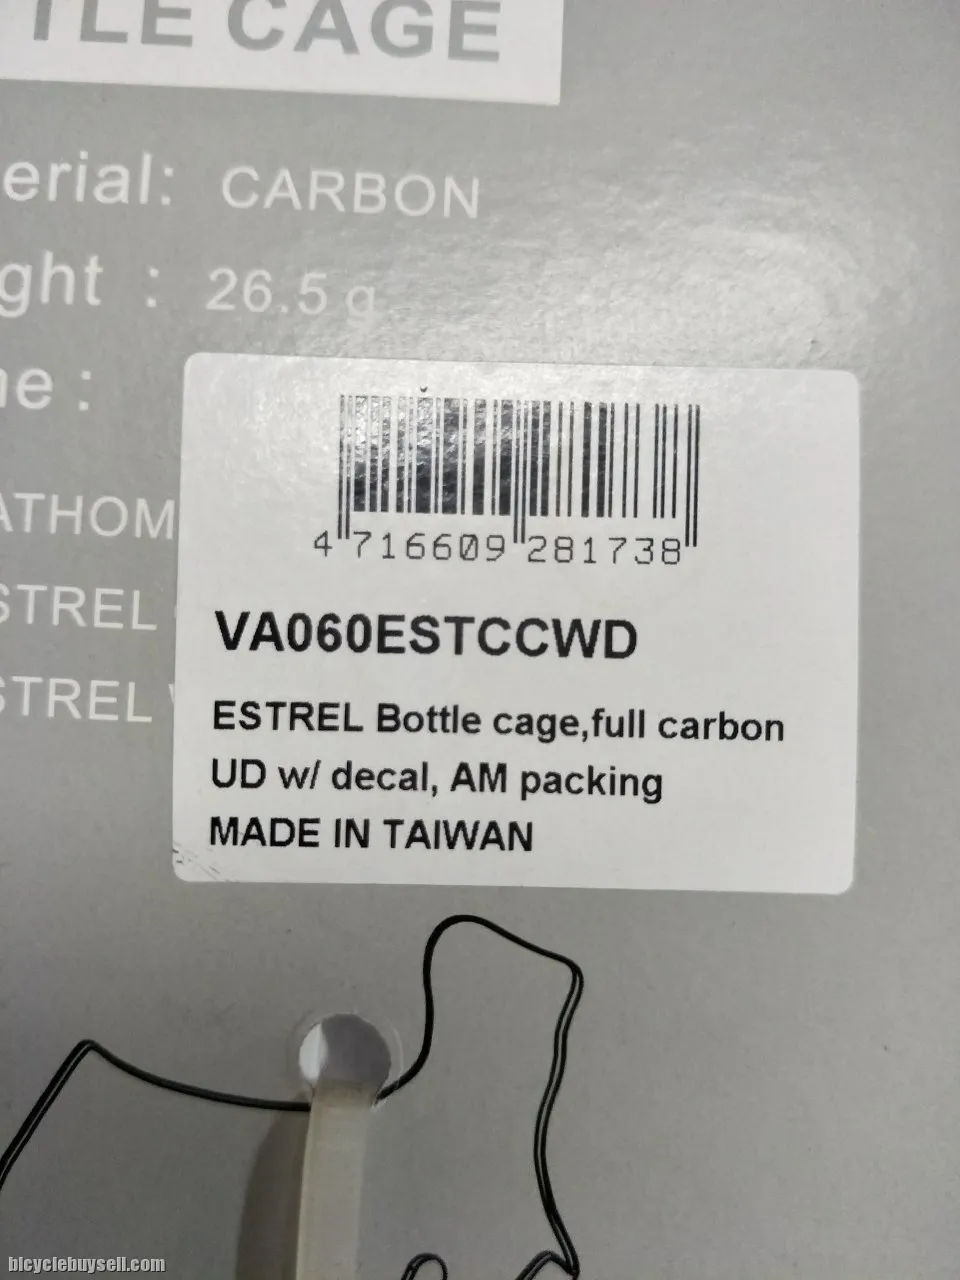 TLE CAGE
erial: CARBON
ght : 26.5 g
ne :
ATHOM
STREL
STREL
4 716609 281738
VA060ESTCCWD
ESTREL Bottle cage,full carbon
UD w/ decal, AM packing
MADE IN TAIWAN
bicyclebuysell.com